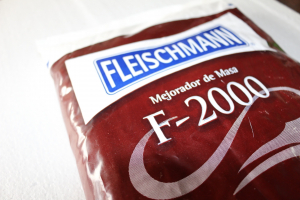 FLEISCHMANN
Mejorador de Masa
F-2000